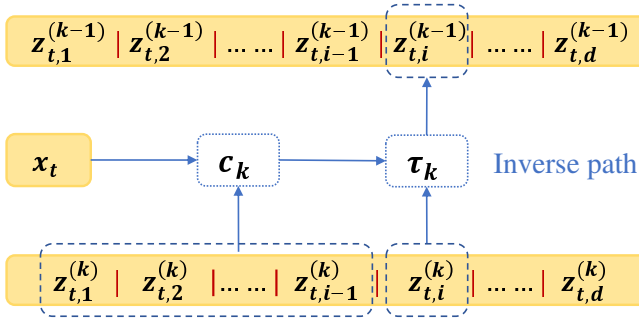 z_{t,1}^{(k-1)} | z_{t,2}^{(k-1)} | ... ... | z_{t,i-1}^{(k-1)} | z_{t,i}^{(k-1)} | ... ... | z_{t,d}^{(k-1)}
x_t c_k τ_k Inverse path
z_{t,1}^{(k)} | z_{t,2}^{(k)} | ... ... | z_{t,i-1}^{(k)} | z_{t,i}^{(k)} | ... ... | z_{t,d}^{(k)}